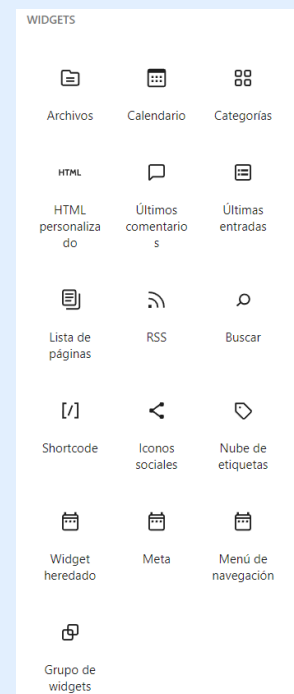 WIDGETS
Archivos
Calendario
Categorías
HTML
HTML
personaliza
do
Últimos
comentario
s
Últimas
entradas
Lista de
páginas
RSS
Buscar
[/]
Shortcode
Iconos
sociales
Nube de
etiquetas
Widget
heredado
Meta
Menú de
navegación
Grupo de
widgets